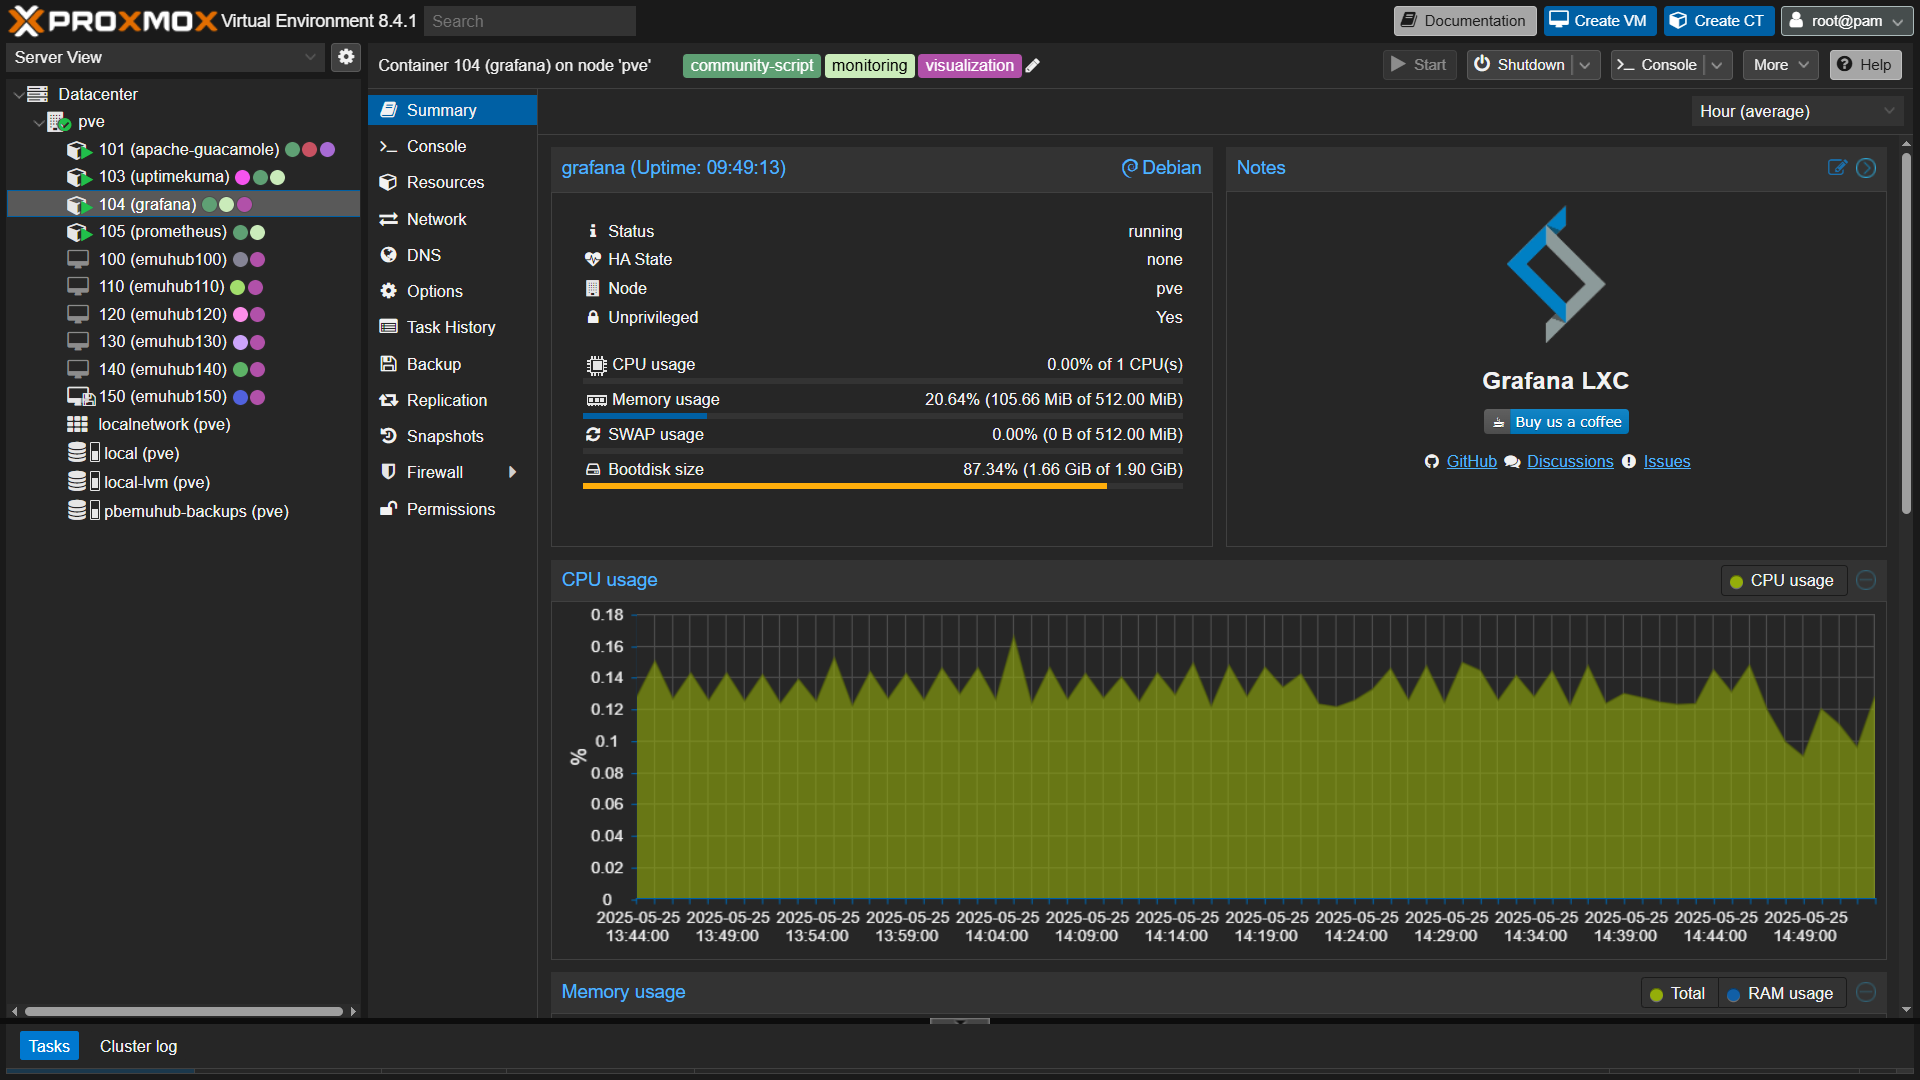 PROXMOX Virtual Environment 8.4.1 Search Documentation Create VM Create CT root@pam
Server View
Container 104 (grafana) on node 'pve' community-script monitoring visualization Start Shutdown Console More Help
Datacenter
pve
101 (apache-guacamole)
103 (uptimekuma)
104 (grafana)
105 (prometheus)
100 (emuhub100)
110 (emuhub110)
120 (emuhub120)
130 (emuhub130)
140 (emuhub140)
150 (emuhub150)
localnetwork (pve)
local (pve)
local-lvm (pve)
pbemuhub-backups (pve)
Summary
Console
Resources
Network
DNS
Options
Task History
Backup
Replication
Snapshots
Firewall
Permissions
Hour (average)
grafana (Uptime: 09:49:13) Debian
Status running
HA State none
Node pve
Unprivileged Yes
CPU usage 0.00% of 1 CPU(s)
Memory usage 20.64% (105.66 MiB of 512.00 MiB)
SWAP usage 0.00% (0 B of 512.00 MiB)
Bootdisk size 87.34% (1.66 GiB of 1.90 GiB)
Notes
Grafana LXC
Buy us a coffee
GitHub Discussions Issues
CPU usage CPU usage
0.18
0.16
0.14
0.12
0.1
0.08
0.06
0.04
0.02
0
%
2025-05-25 2025-05-25 2025-05-25 2025-05-25 2025-05-25 2025-05-25 2025-05-25 2025-05-25 2025-05-25 2025-05-25 2025-05-25 2025-05-25 2025-05-25 2025-05-25
13:44:00 13:49:00 13:54:00 13:59:00 14:04:00 14:09:00 14:14:00 14:19:00 14:24:00 14:29:00 14:34:00 14:39:00 14:44:00 14:49:00
Memory usage Total RAM usage
Tasks Cluster log